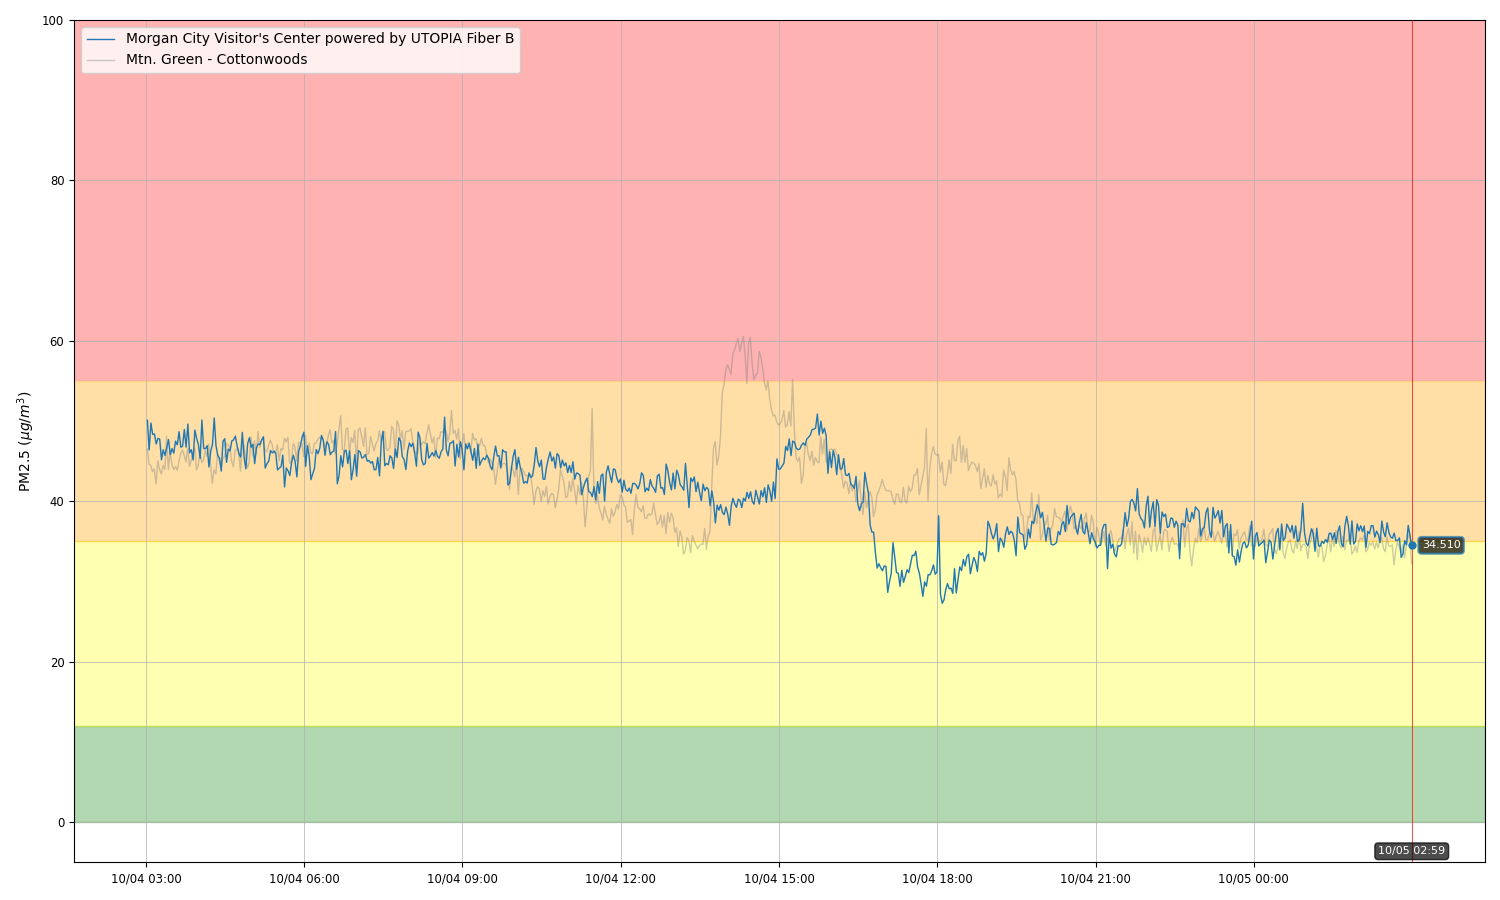 100
Morgan City Visitor's Center powered by UTOPIA Fiber B
Mtn. Green - Cottonwoods
80
60
PM2.5 (μg/m³)
40
34.510
20
0
10/05 02:59
10/04 03:00 10/04 06:00 10/04 09:00 10/04 12:00 10/04 15:00 10/04 18:00 10/04 21:00 10/05 00:00